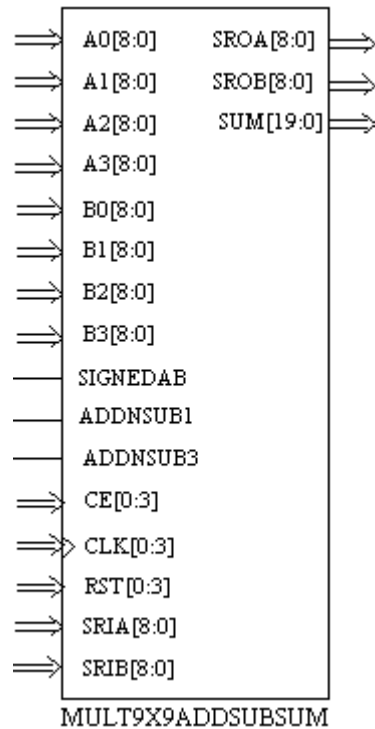 A0[8:0] SROA[8:0]
A1[8:0] SROB[8:0]
A2[8:0] SUM[19:0]
A3[8:0]
B0[8:0]
B1[8:0]
B2[8:0]
B3[8:0]
SIGNEDAB
ADDNSUB1
ADDNSUB3
CE[0:3]
CLK[0:3]
RST[0:3]
SRIA[8:0]
SRIB[8:0]
MULT9X9ADDSUBSUM